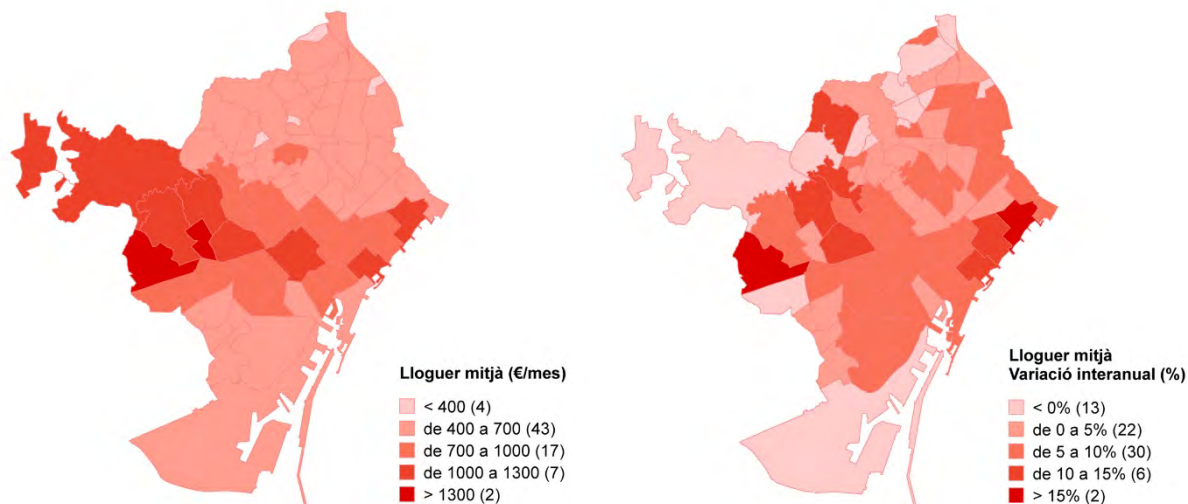 Lloguer mitjà (€/mes)
< 400 (4)
de 400 a 700 (43)
de 700 a 1000 (17)
de 1000 a 1300 (7)
> 1300 (2)
Lloguer mitjà
Variació interanual (%)
< 0% (13)
de 0 a 5% (22)
de 5 a 10% (30)
de 10 a 15% (6)
> 15% (2)